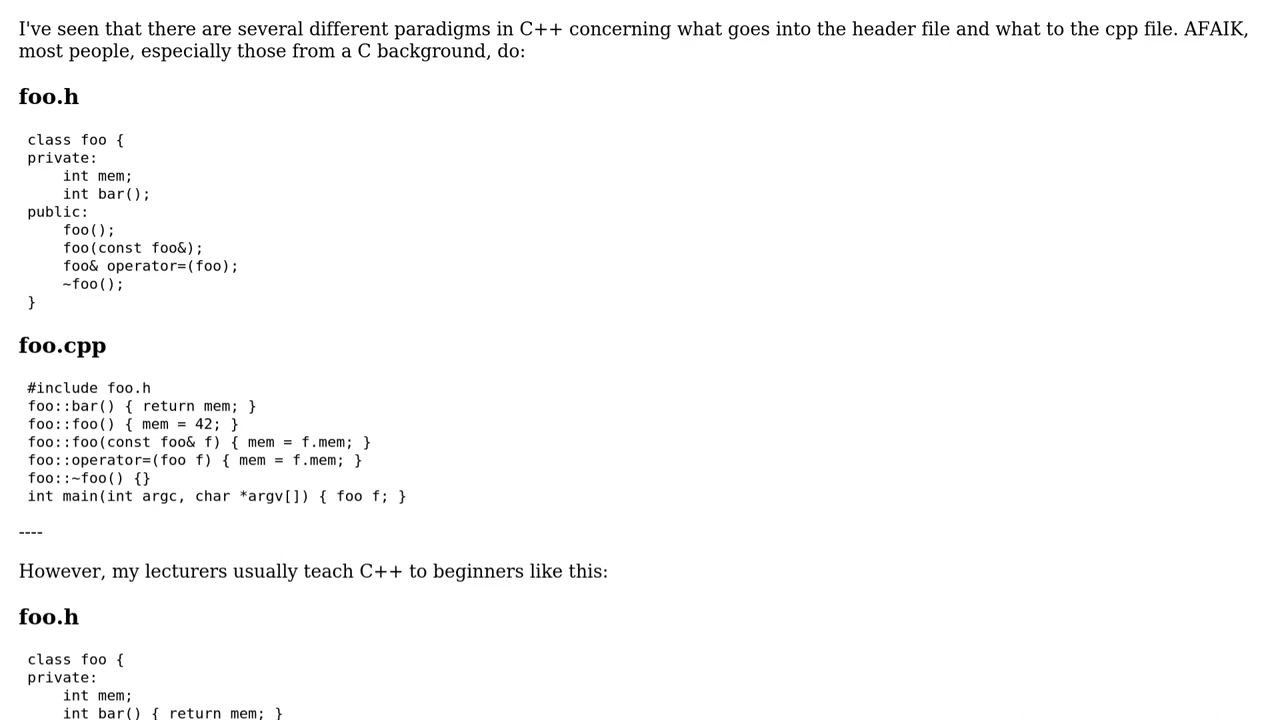 I've seen that there are several different paradigms in C++ concerning what goes into the header file and what to the cpp file. AFAIK,
most people, especially those from a C background, do:
foo.h
class foo {
private:
    int mem;
    int bar();
public:
    foo();
    foo(const foo&);
    foo& operator=(foo);
    ~foo();
}
foo.cpp
#include foo.h
foo::bar() { return mem; }
foo::foo() { mem = 42; }
foo::foo(const foo& f) { mem = f.mem; }
foo::operator=(foo f) { mem = f.mem; }
foo::~foo() {}
int main(int argc, char *argv[]) { foo f; }
----
However, my lecturers usually teach C++ to beginners like this:
foo.h
class foo {
private:
    int mem;
    int bar() { return mem; }